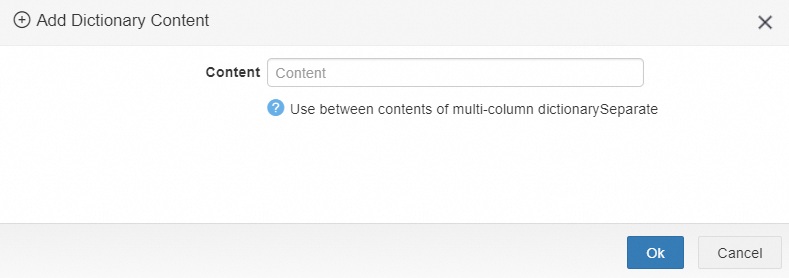 Add Dictionary Content
Content Content
Use between contents of multi-column dictionarySeparate
Ok Cancel